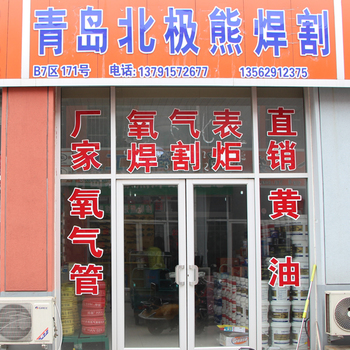 青岛北极熊焊割
B7区 171号 电话: 13791572677 13562912375
厂家 氧气表 直销
焊割炬
氧气管 黄油